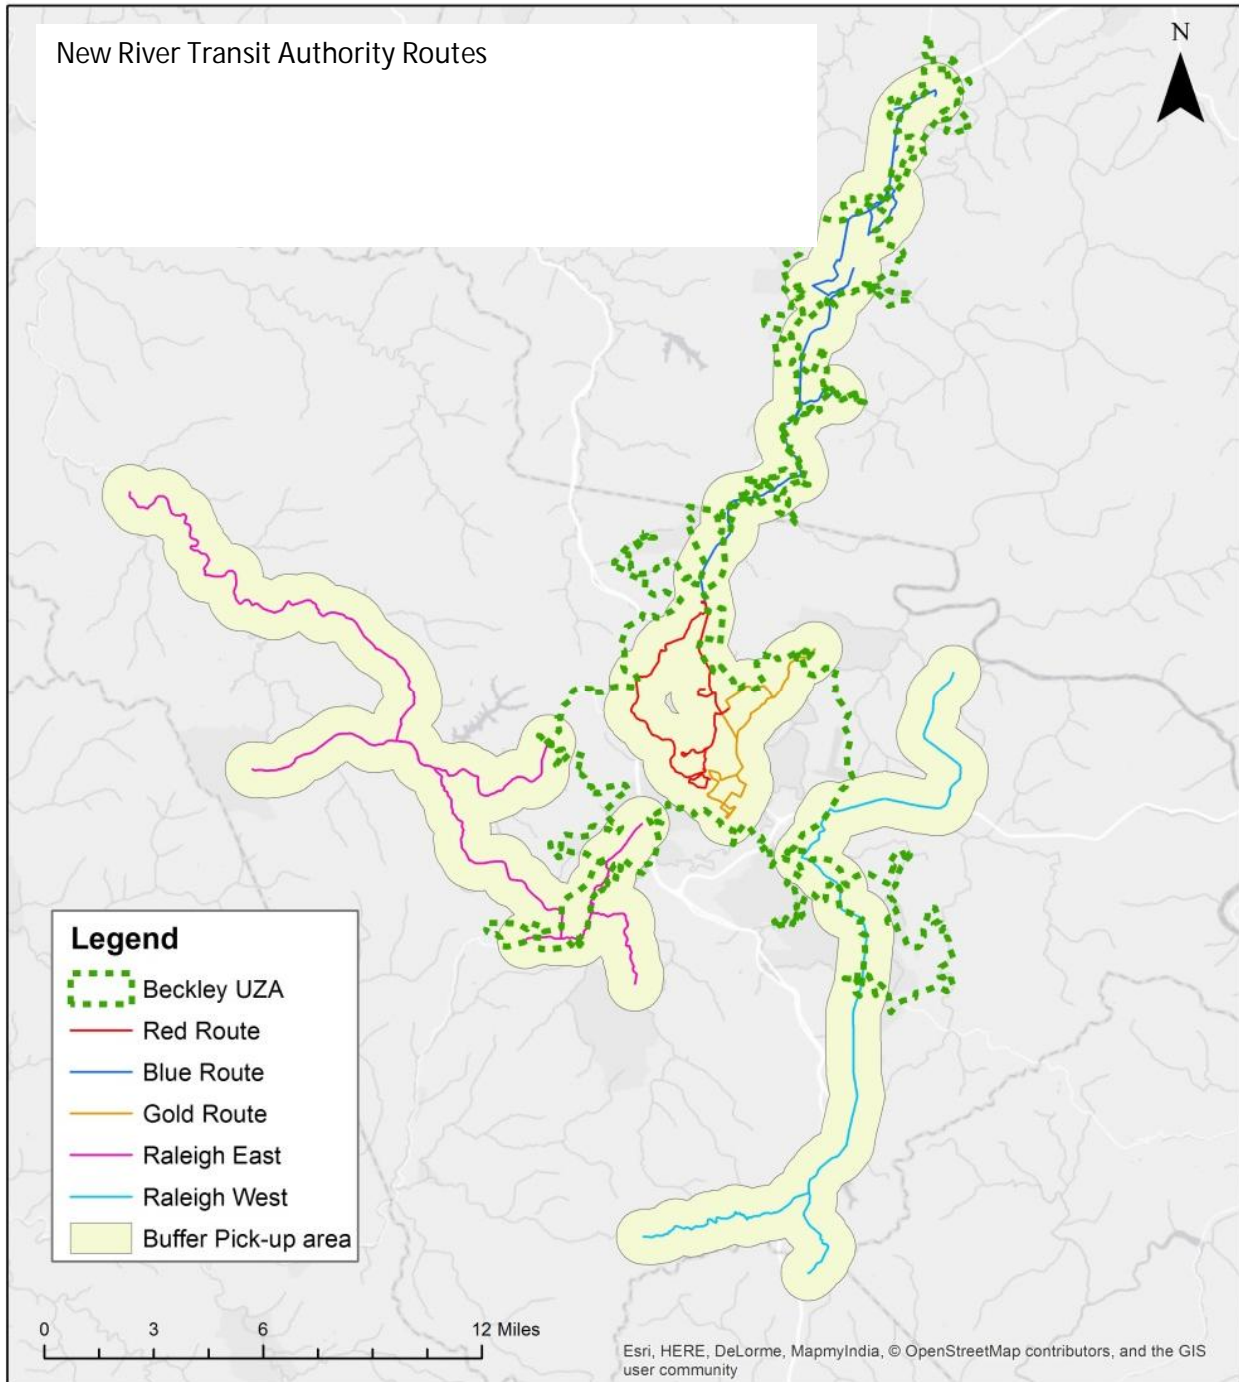 New River Transit Authority Routes
N
Legend
Beckley UZA
Red Route
Blue Route
Gold Route
Raleigh East
Raleigh West
Buffer Pick-up area
0 3 6 12 Miles
Esri, HERE, DeLorme, MapmyIndia, © OpenStreetMap contributors, and the GIS
user community